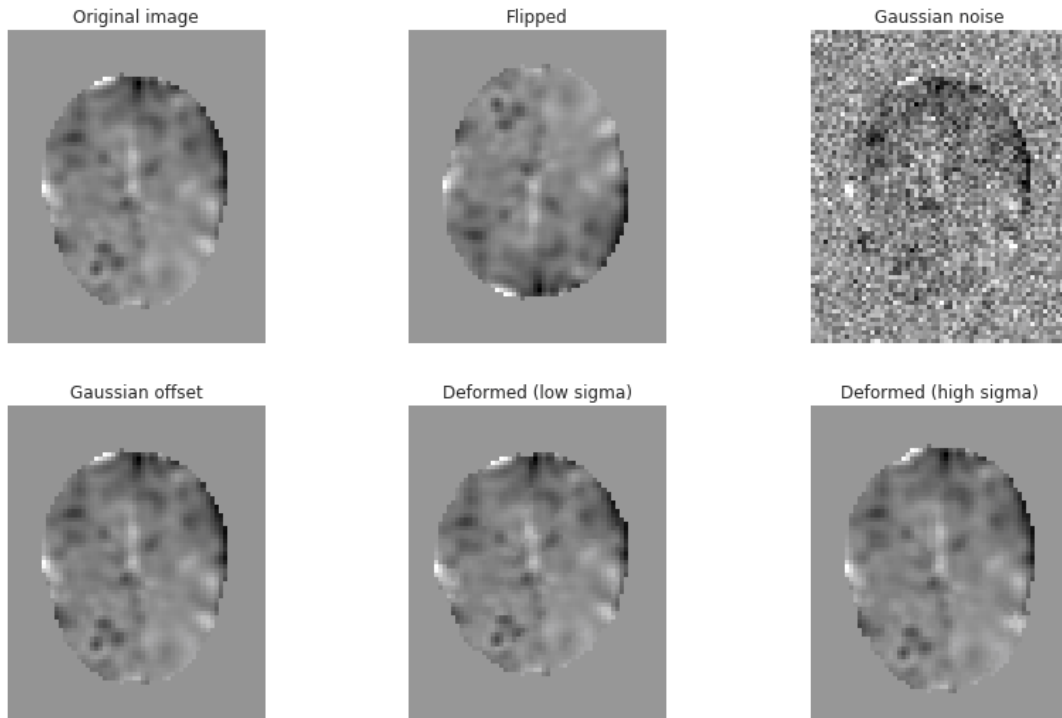 Original image
Flipped
Gaussian noise
Gaussian offset
Deformed (low sigma)
Deformed (high sigma)